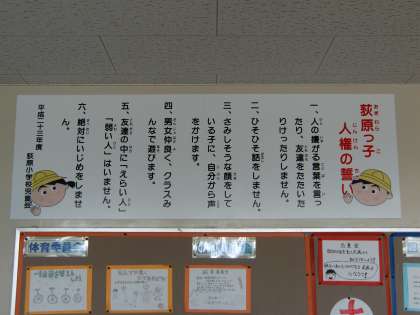 荻原っ子
人権の誓い
一、人の嫌がる言葉を言っ
たり、友達をたたいた
りけったりしません。
二、ひそひそ話をしません。
三、さみしそうな顔をして
いる子に、自分から声
をかけます。
四、男女仲良く、クラスみ
んなで遊びます。
五、友達の中に「えらい人」
「弱い人」はいません。
六、絶対にいじめをしませ
ん。
平成二十三年度
荻原小学校児童会
体育委員会